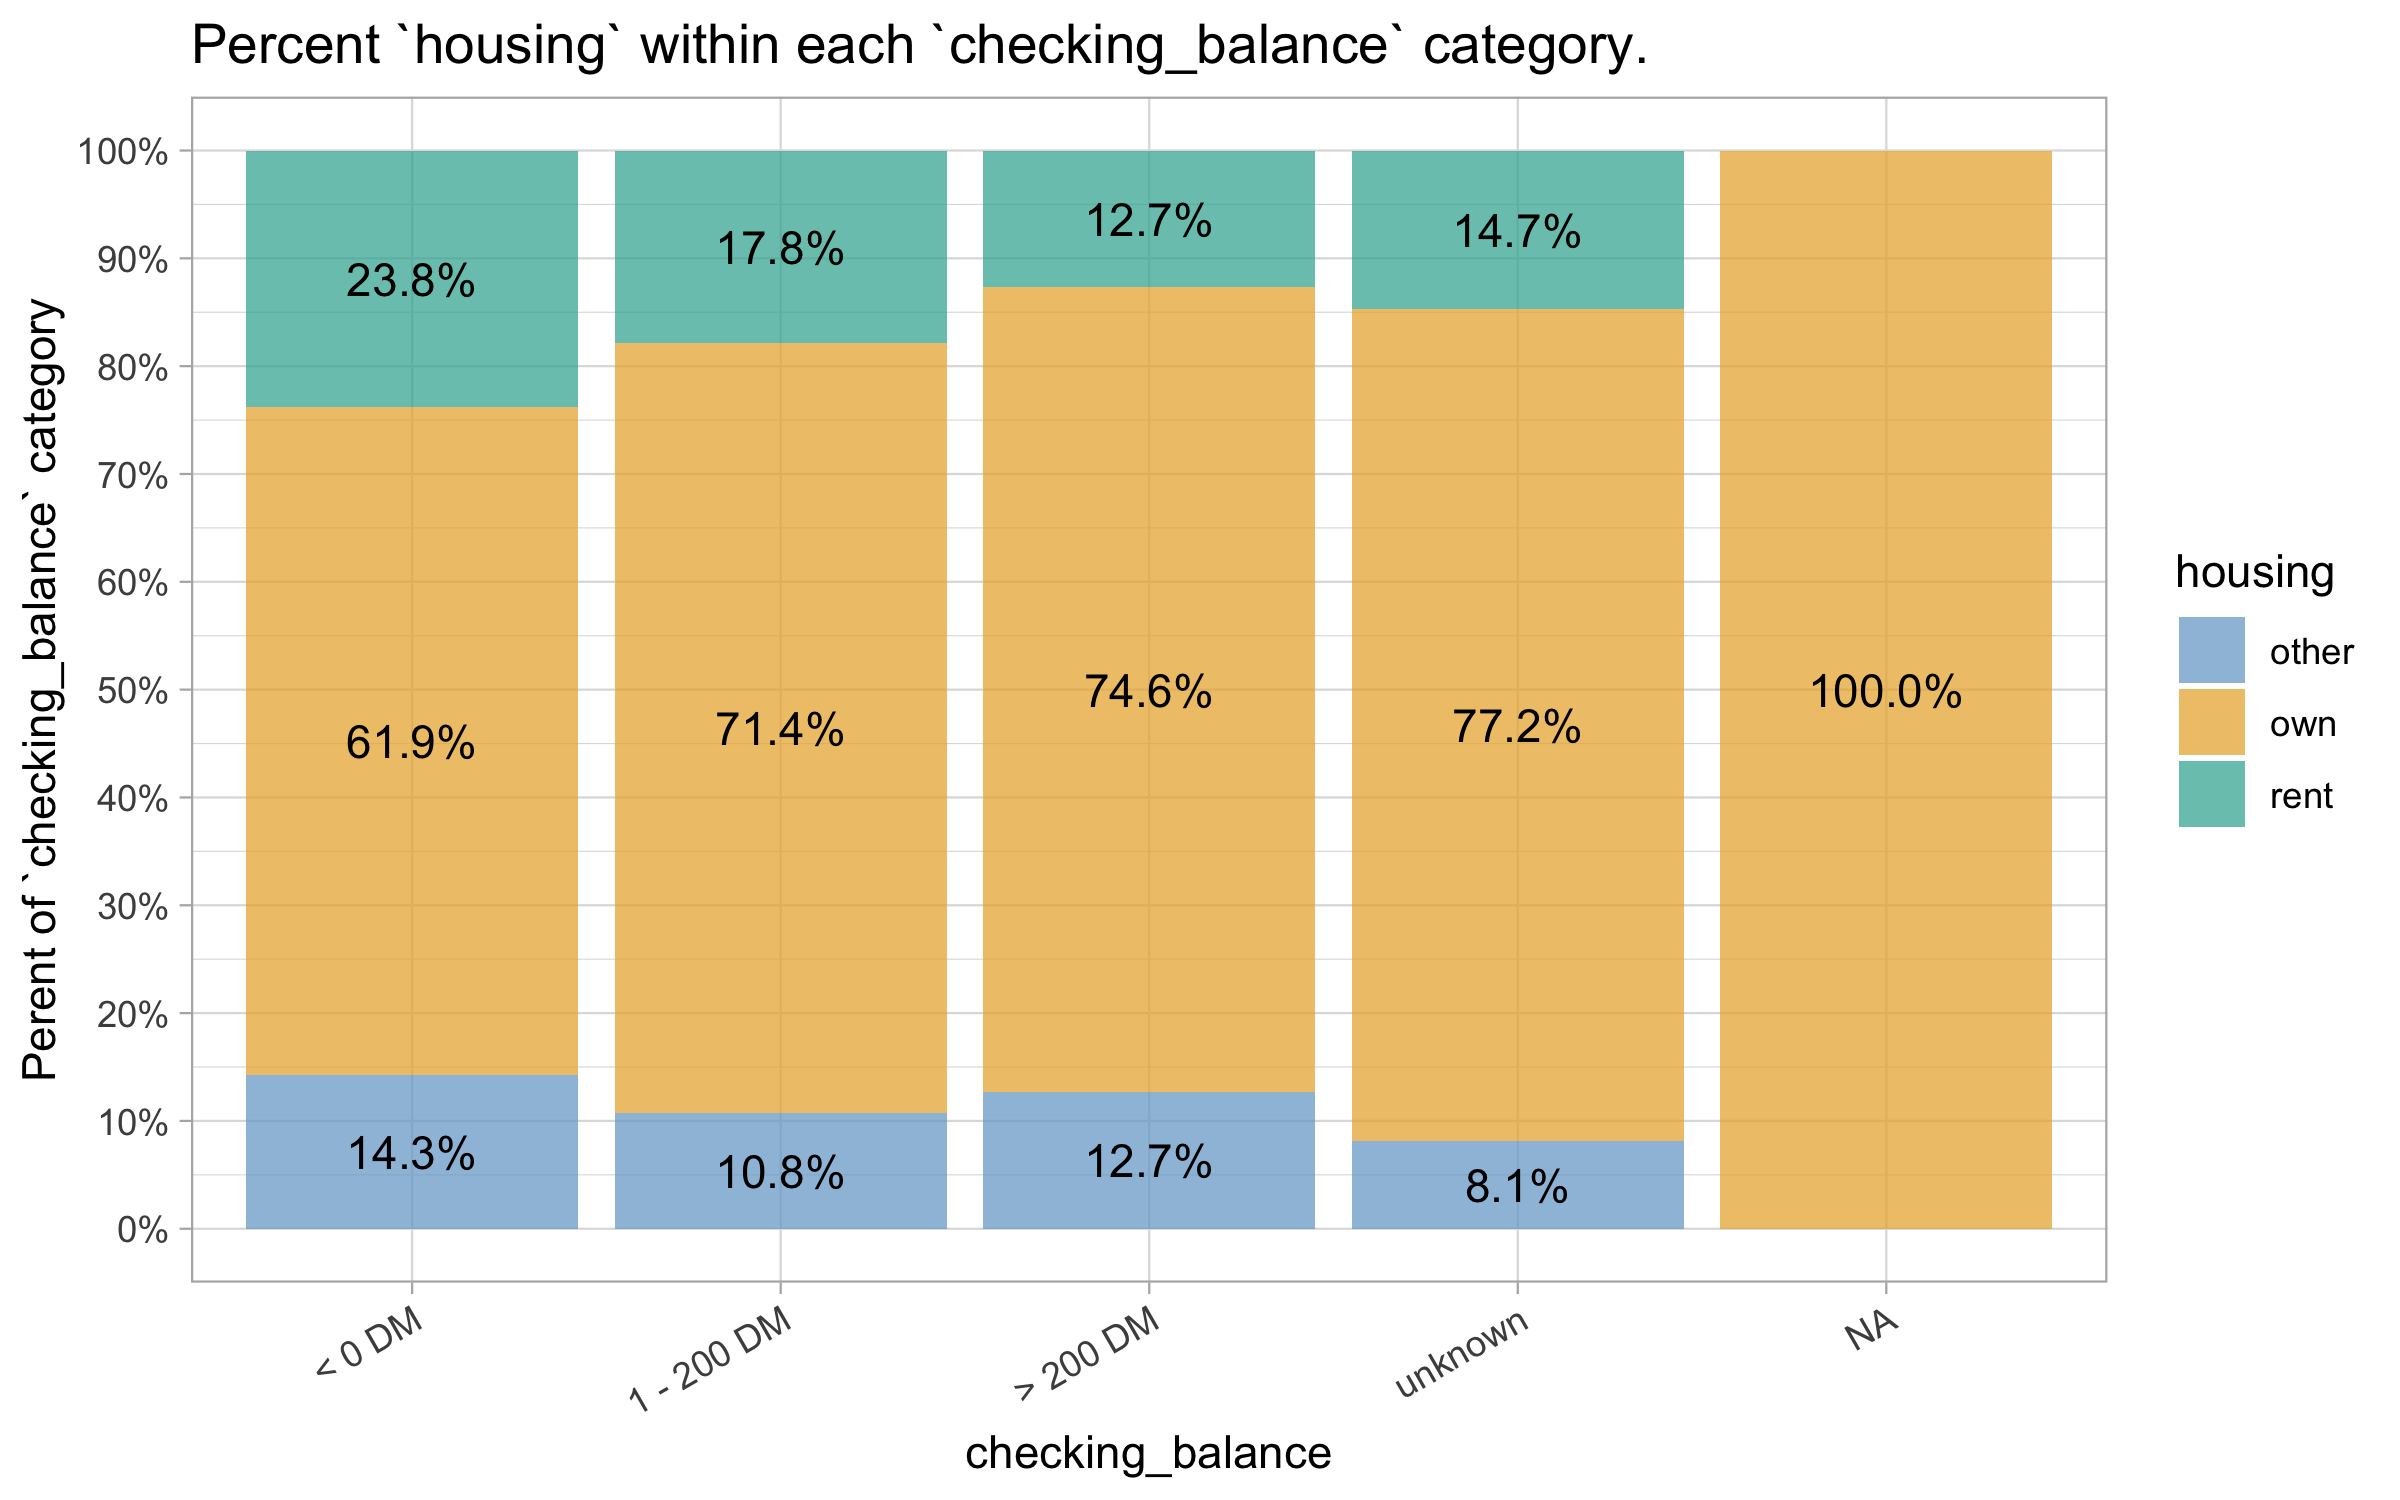 Percent `housing` within each `checking_balance` category.
Perent of `checking_balance` category
100%
90%
80%
70%
60%
50%
40%
30%
20%
10%
0%
23.8%
61.9%
14.3%
17.8%
71.4%
10.8%
12.7%
74.6%
12.7%
14.7%
77.2%
8.1%
100.0%
< 0 DM
1 - 200 DM
> 200 DM
unknown
NA
checking_balance
housing
other
own
rent